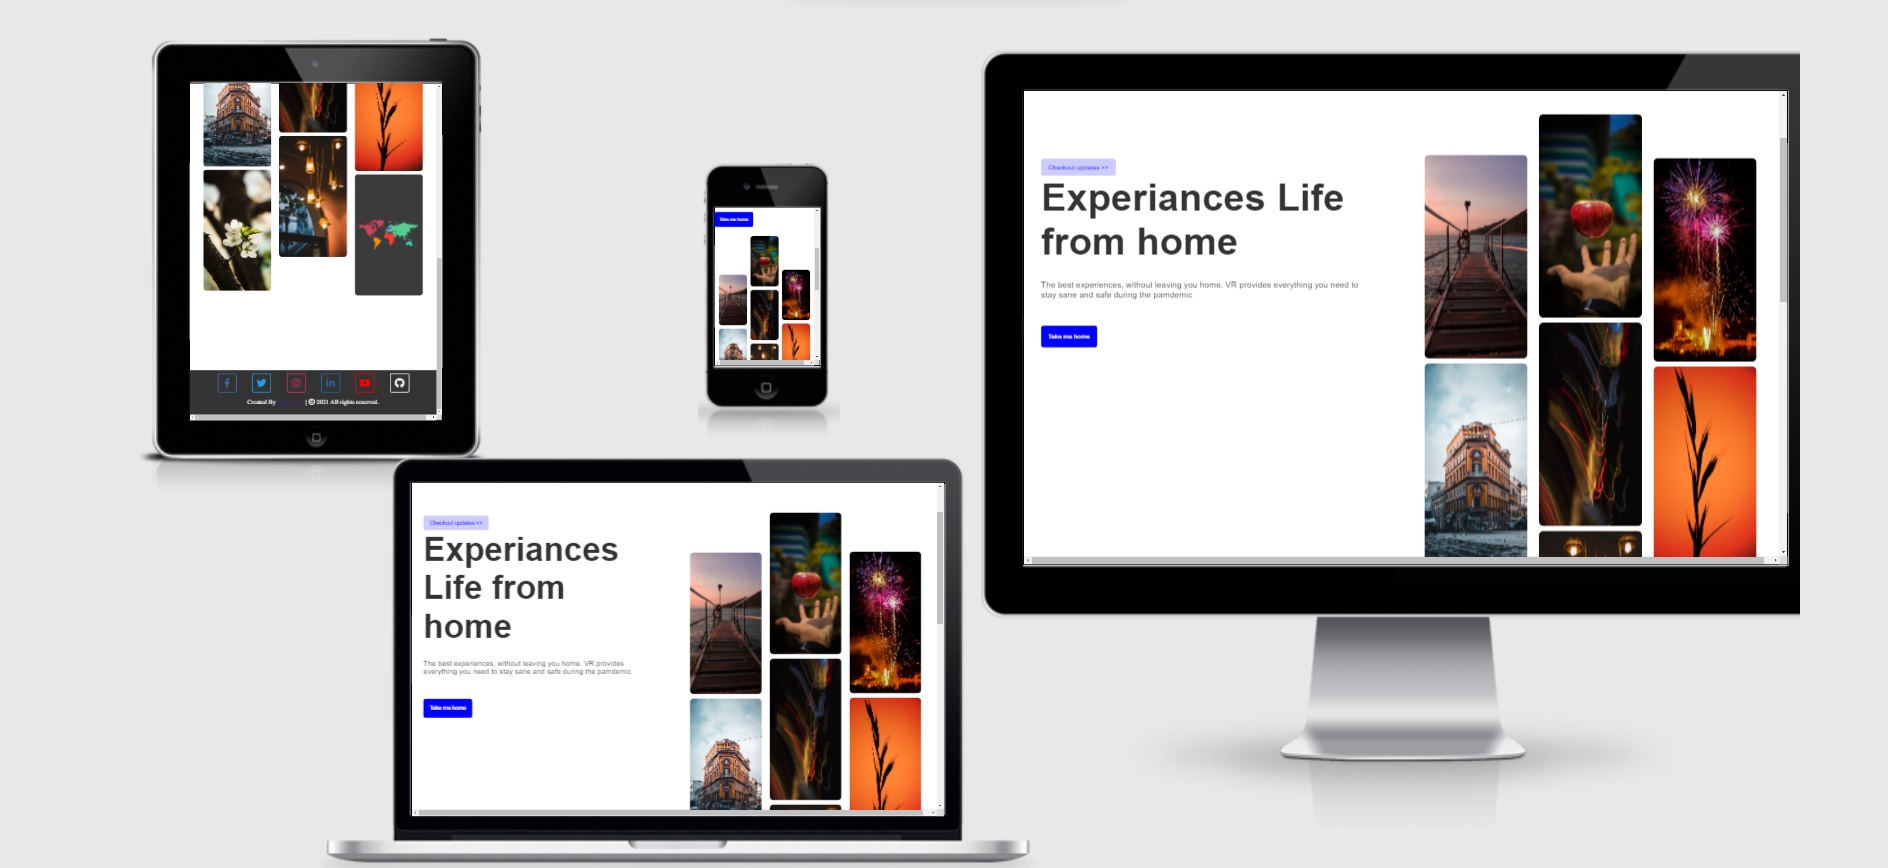 Created By
| © 2021 All rights reserved.
Take me home
Checkout updates >>
Experiances Life
from home
The best experiences, without leaving you home. VR provides everything you need to
stay sane and safe during the pamdemic
Take me home
Checkout updates >>
Experiances
Life from
home
The best experiences, without leaving you home. VR provides
everything you need to stay sane and safe during the pamdemic
Take me home